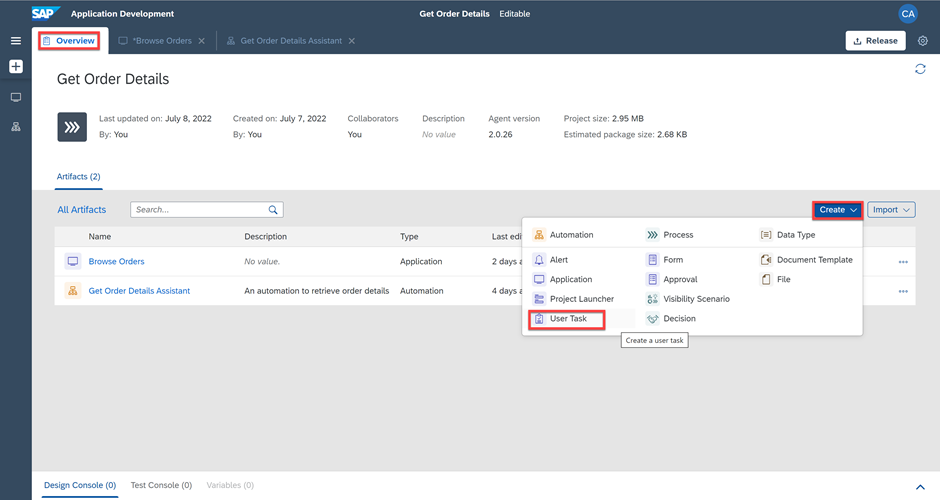 SAP Application Development Get Order Details Editable CA
Overview *Browse Orders Get Order Details Assistant Release
Get Order Details
Last updated on: July 8, 2022 Created on: July 7, 2022 Collaborators Description Agent version Project size: 2.95 MB
By: You By: You You No value 2.0.26 Estimated package size: 2.68 KB
Artifacts (2)
All Artifacts Search... Create Import
Name Description Type Last edi
Automation Process Data Type
Browse Orders No value. Application 2 days a
Alert Form Document Template
Application Approval File
Get Order Details Assistant An automation to retrieve order details Automation 4 days a
Project Launcher Visibility Scenario
User Task Decision
Create a user task
Design Console (0) Test Console (0) Variables (0)